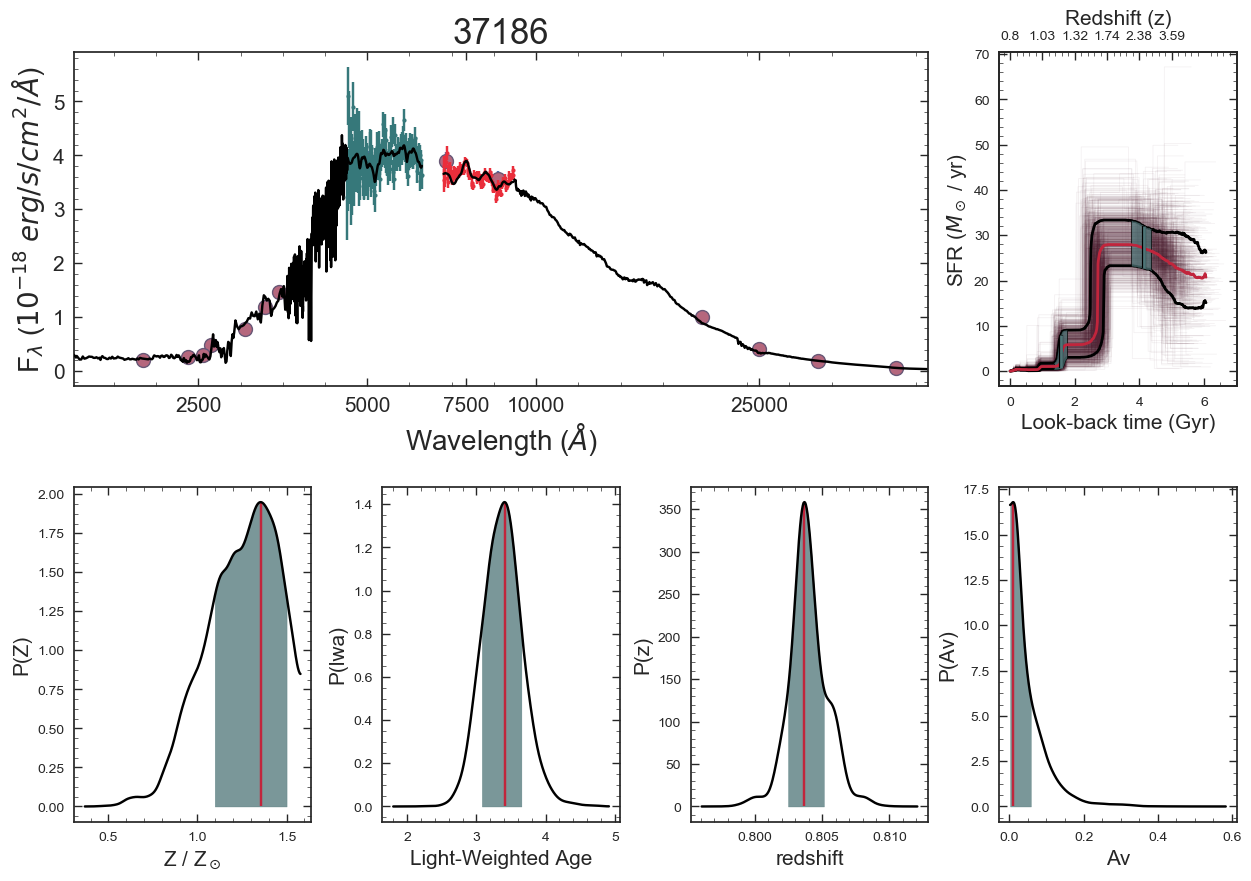 37186
F_λ (10^−18 erg/s/cm^2/Å)
5
4
3
2
1
0
2500 5000 7500 10000 25000
Wavelength (Å)
Redshift (z)
0.8 1.03 1.32 1.74 2.38 3.59
SFR (M_⊙ / yr)
70
60
50
40
30
20
10
0
0 2 4 6
Look-back time (Gyr)
P(Z)
2.00
1.75
1.50
1.25
1.00
0.75
0.50
0.25
0.00
0.5 1.0 1.5
Z / Z_⊙
P(lwa)
1.4
1.2
1.0
0.8
0.6
0.4
0.2
0.0
2 3 4 5
Light-Weighted Age
P(z)
350
300
250
200
150
100
50
0
0.800 0.805 0.810
redshift
P(Av)
17.5
15.0
12.5
10.0
7.5
5.0
2.5
0.0
0.0 0.2 0.4 0.6
Av